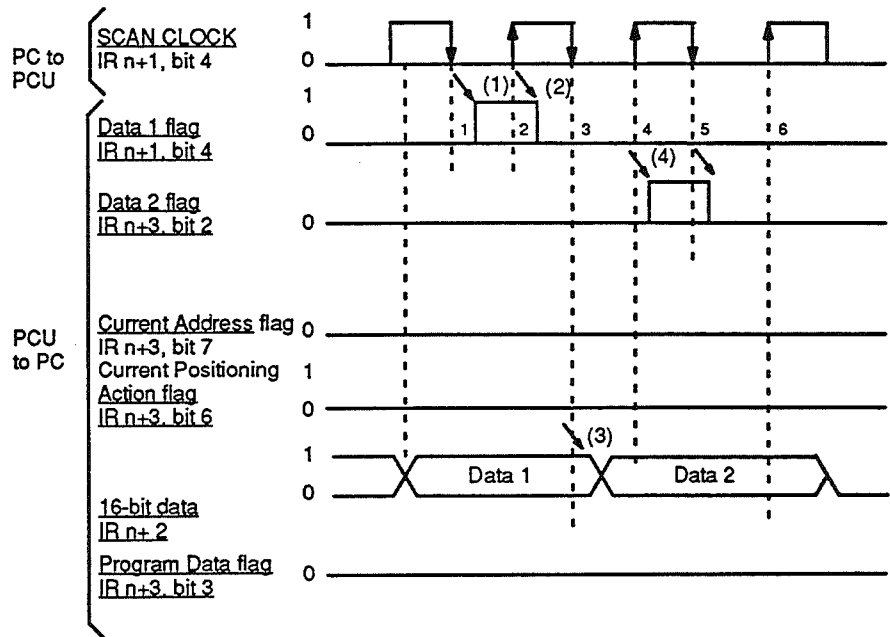 PC to
PCU
SCAN CLOCK
IR n+1, bit 4
1
0
PCU
to PC
Data 1 flag
IR n+1, bit 4
1
0
(1)
(2)
1
2
3
4
5
6
Data 2 flag
IR n+3. bit 2
0
(4)
Current Address flag
IR n+3, bit 7
0
Current Positioning
Action flag
IR n+3. bit 6
1
0
(3)
1
0
Data 1
Data 2
16-bit data
IR n+ 2
Program Data flag
IR n+3. bit 3
0